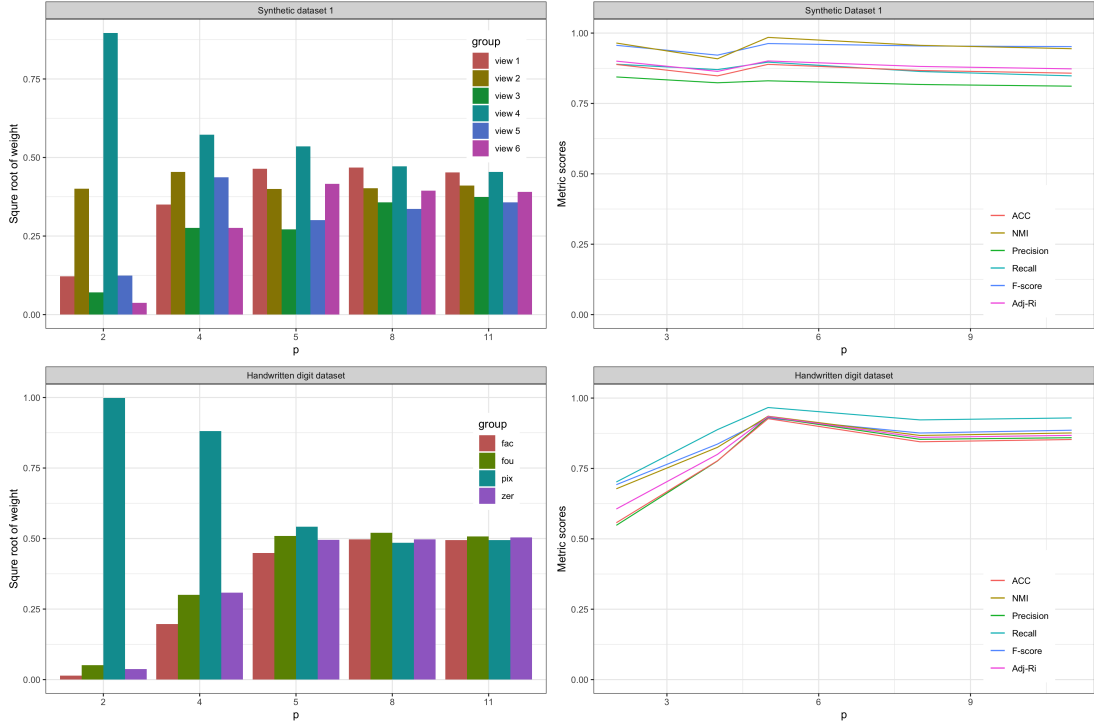 Synthetic dataset 1
Squre root of weight
0.75
0.50
0.25
0.00
group
view 1
view 2
view 3
view 4
view 5
view 6
2
4
5
8
11
p
Synthetic Dataset 1
Metric scores
1.00
0.75
0.50
0.25
0.00
ACC
NMI
Precision
Recall
F-score
Adj-Ri
3
6
9
p
Handwritten digit dataset
Squre root of weight
1.00
0.75
0.50
0.25
0.00
group
fac
fou
pix
zer
2
4
5
8
11
p
Handwritten digit dataset
Metric scores
1.00
0.75
0.50
0.25
0.00
ACC
NMI
Precision
Recall
F-score
Adj-Ri
3
6
9
p